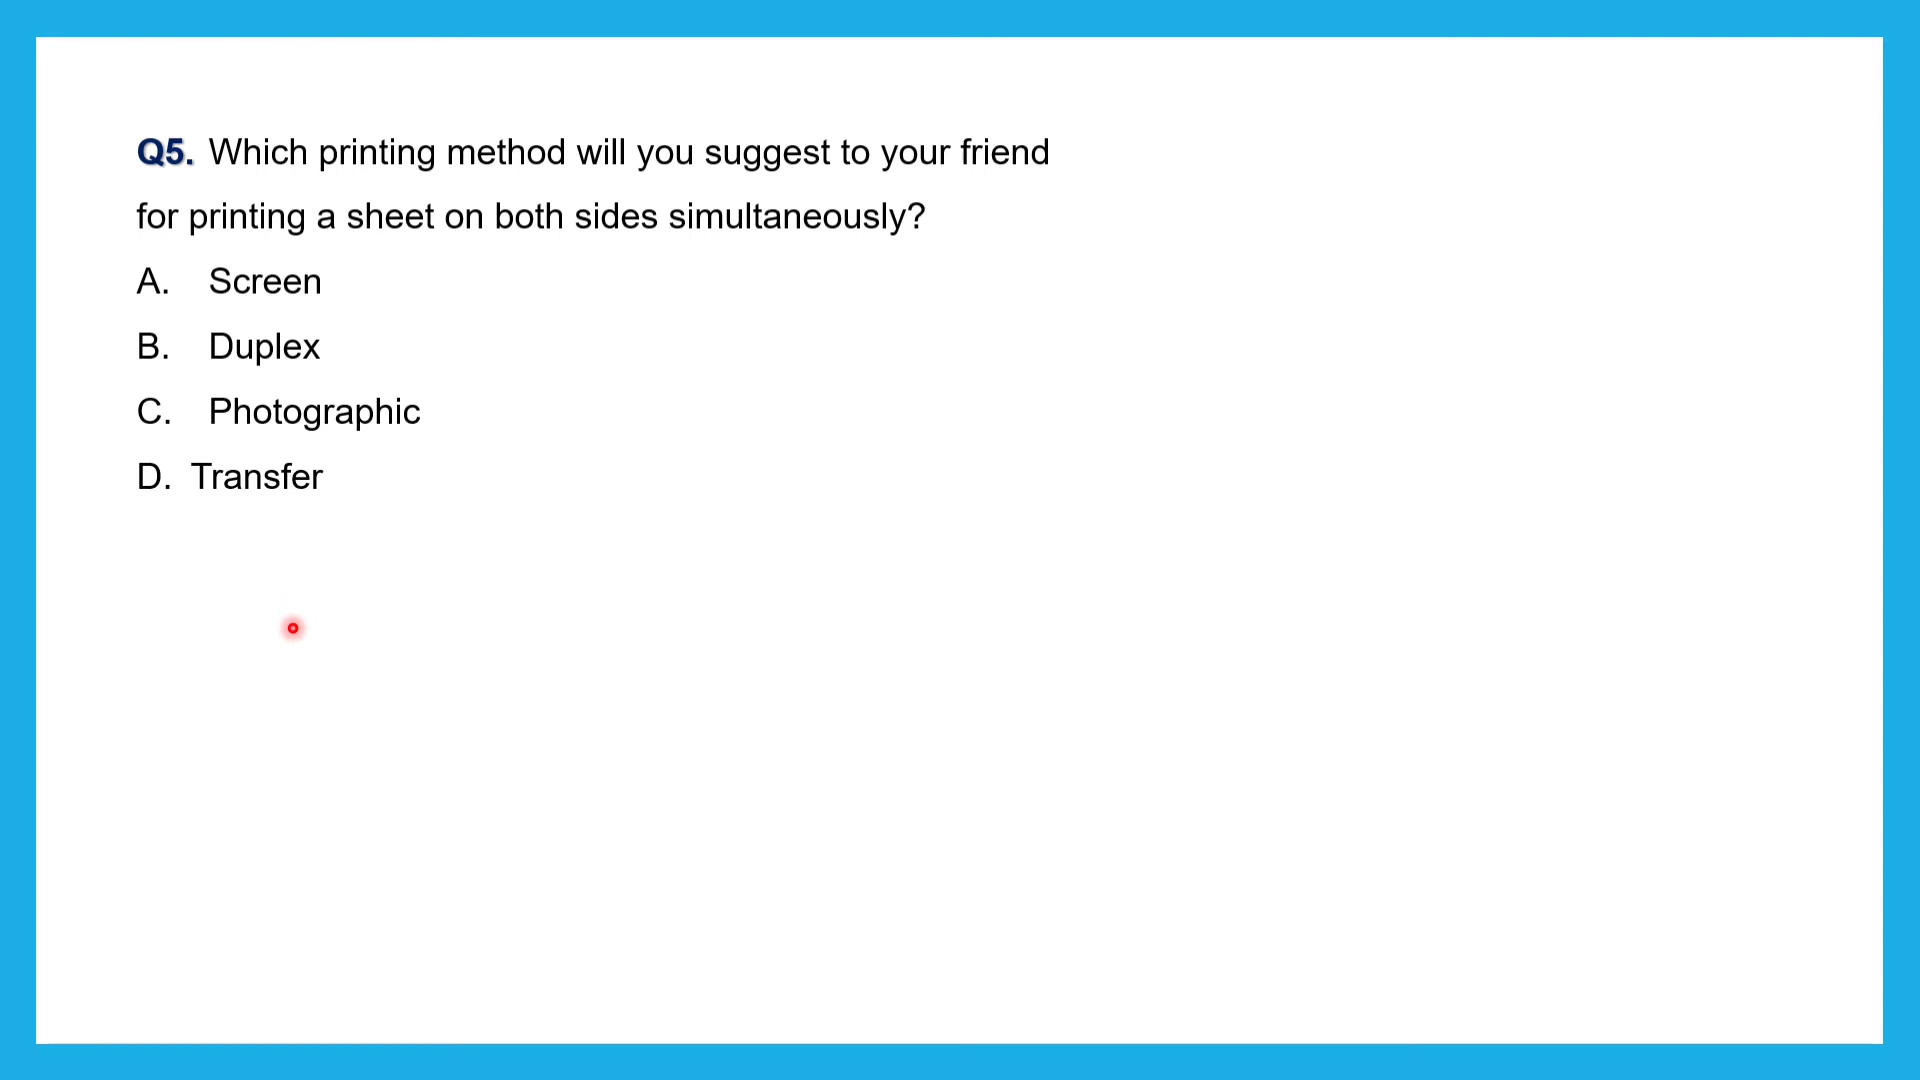 Q5. Which printing method will you suggest to your friend
for printing a sheet on both sides simultaneously?
A. Screen
B. Duplex
C. Photographic
D. Transfer